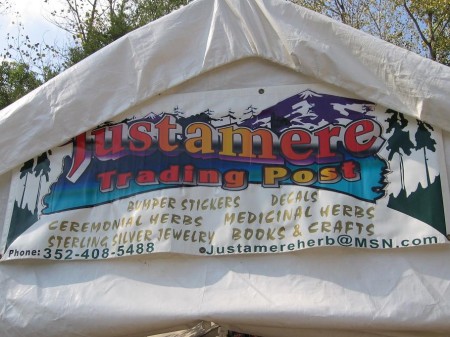 Justamere
Trading Post
BUMPER STICKERS DECALS
CEREMONIAL HERBS MEDICINAL HERBS
STERLING SILVER JEWELRY BOOKS & CRAFTS
Phone: 352-408-5488 Justamereherb@MSN.com